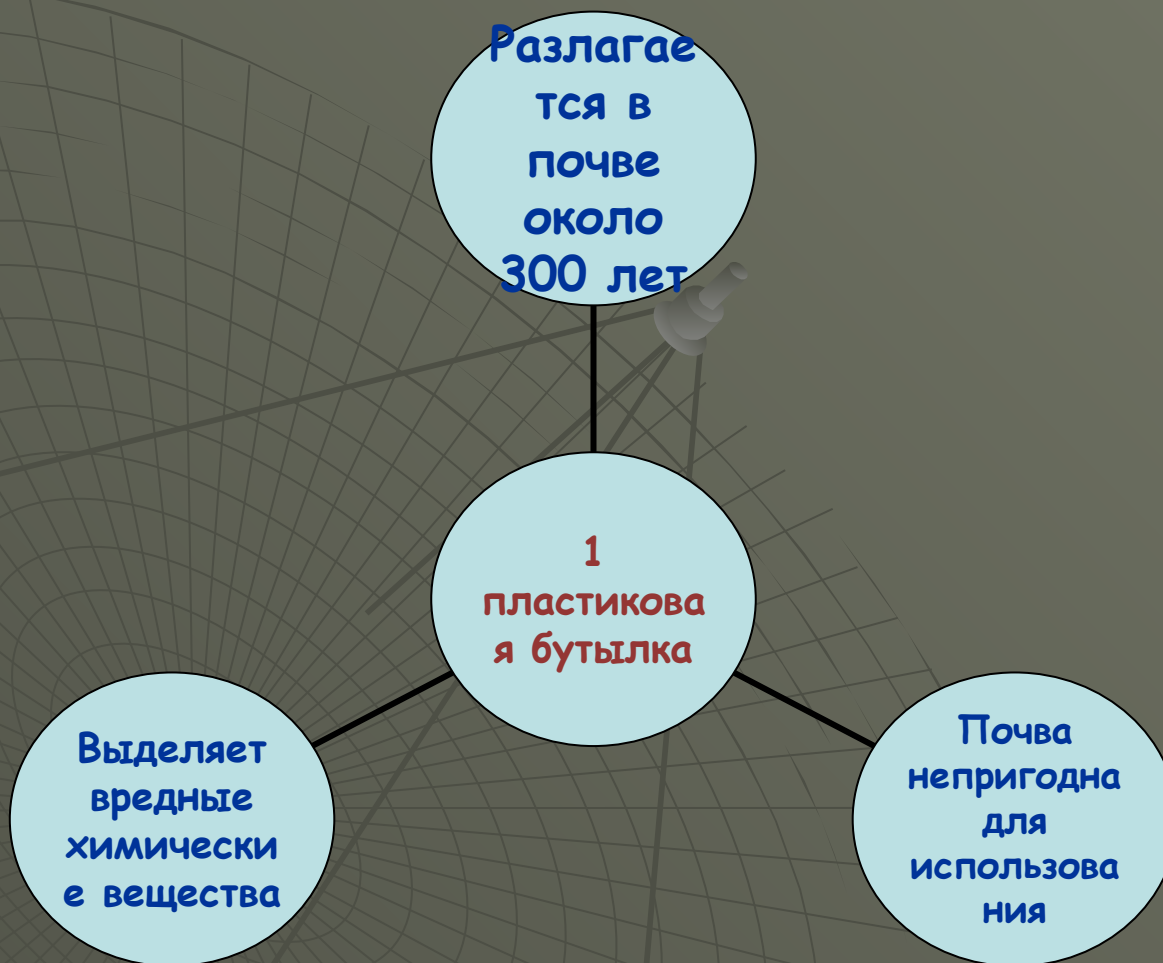 Разлагае
тся в
почве
около
300 лет
1
пластикова
я бутылка
Выделяет
вредные
химически
е вещества
Почва
непригодна
для
использова
ния